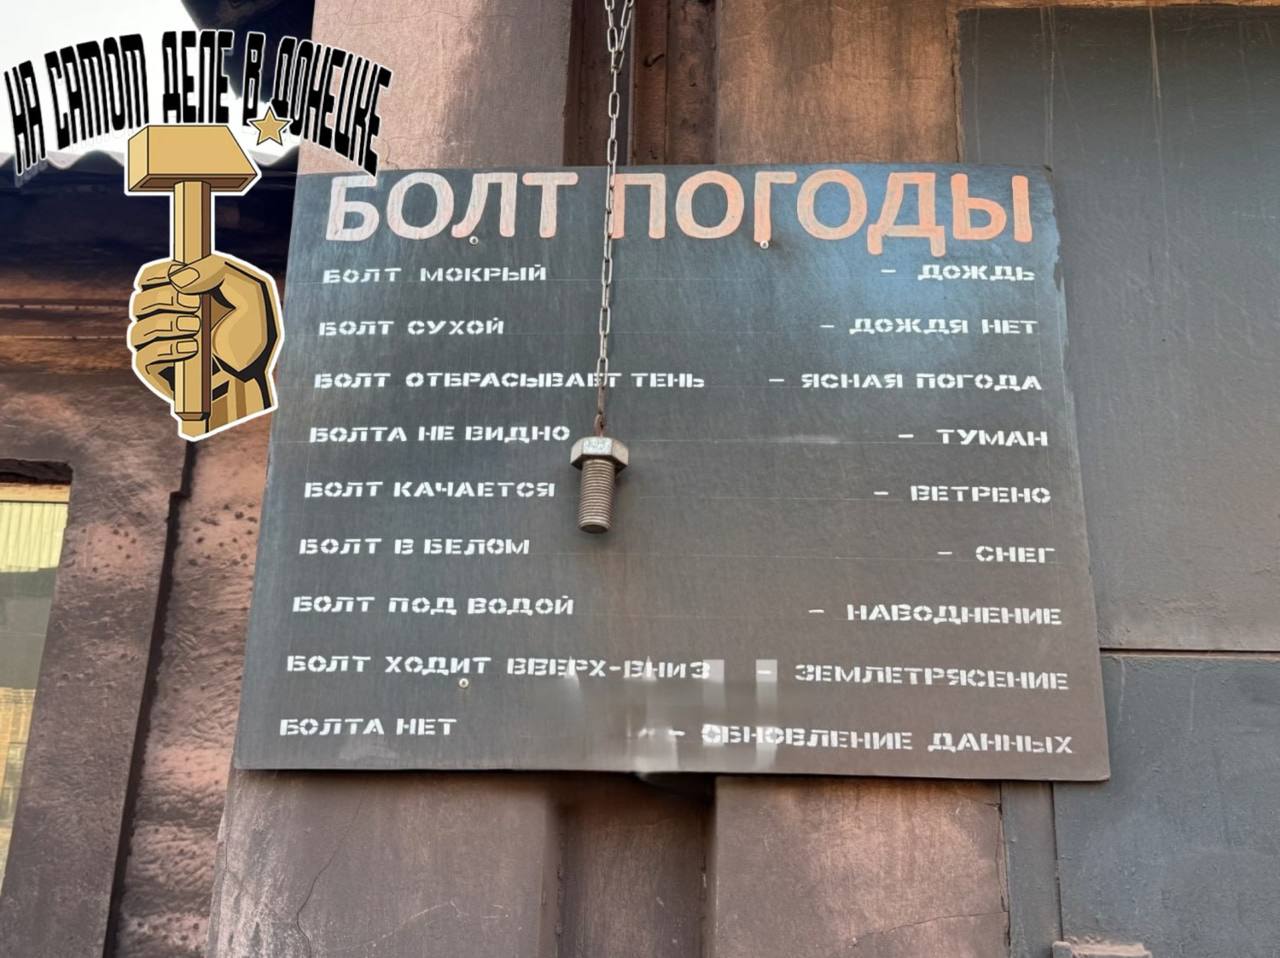 НА САМОМ ДЕЛЕ В ДОНЕЦКЕ
БОЛТ ПОГОДЫ
БОЛТ МОКРЫЙ - ДОЖДЬ
БОЛТ СУХОЙ - ДОЖДЯ НЕТ
БОЛТ ОТБРАСЫВАЕТ ТЕНЬ - ЯСНАЯ ПОГОДА
БОЛТА НЕ ВИДНО - ТУМАН
БОЛТ КАЧАЕТСЯ - ВЕТРЕНО
БОЛТ В БЕЛОМ - СНЕГ
БОЛТ ПОД ВОДОЙ - НАВОДНЕНИЕ
БОЛТ ХОДИТ ВВЕРХ-ВНИЗ - ЗЕМЛЕТРЯСЕНИЕ
БОЛТА НЕТ - ОБНОВЛЕНИЕ ДАННЫХ